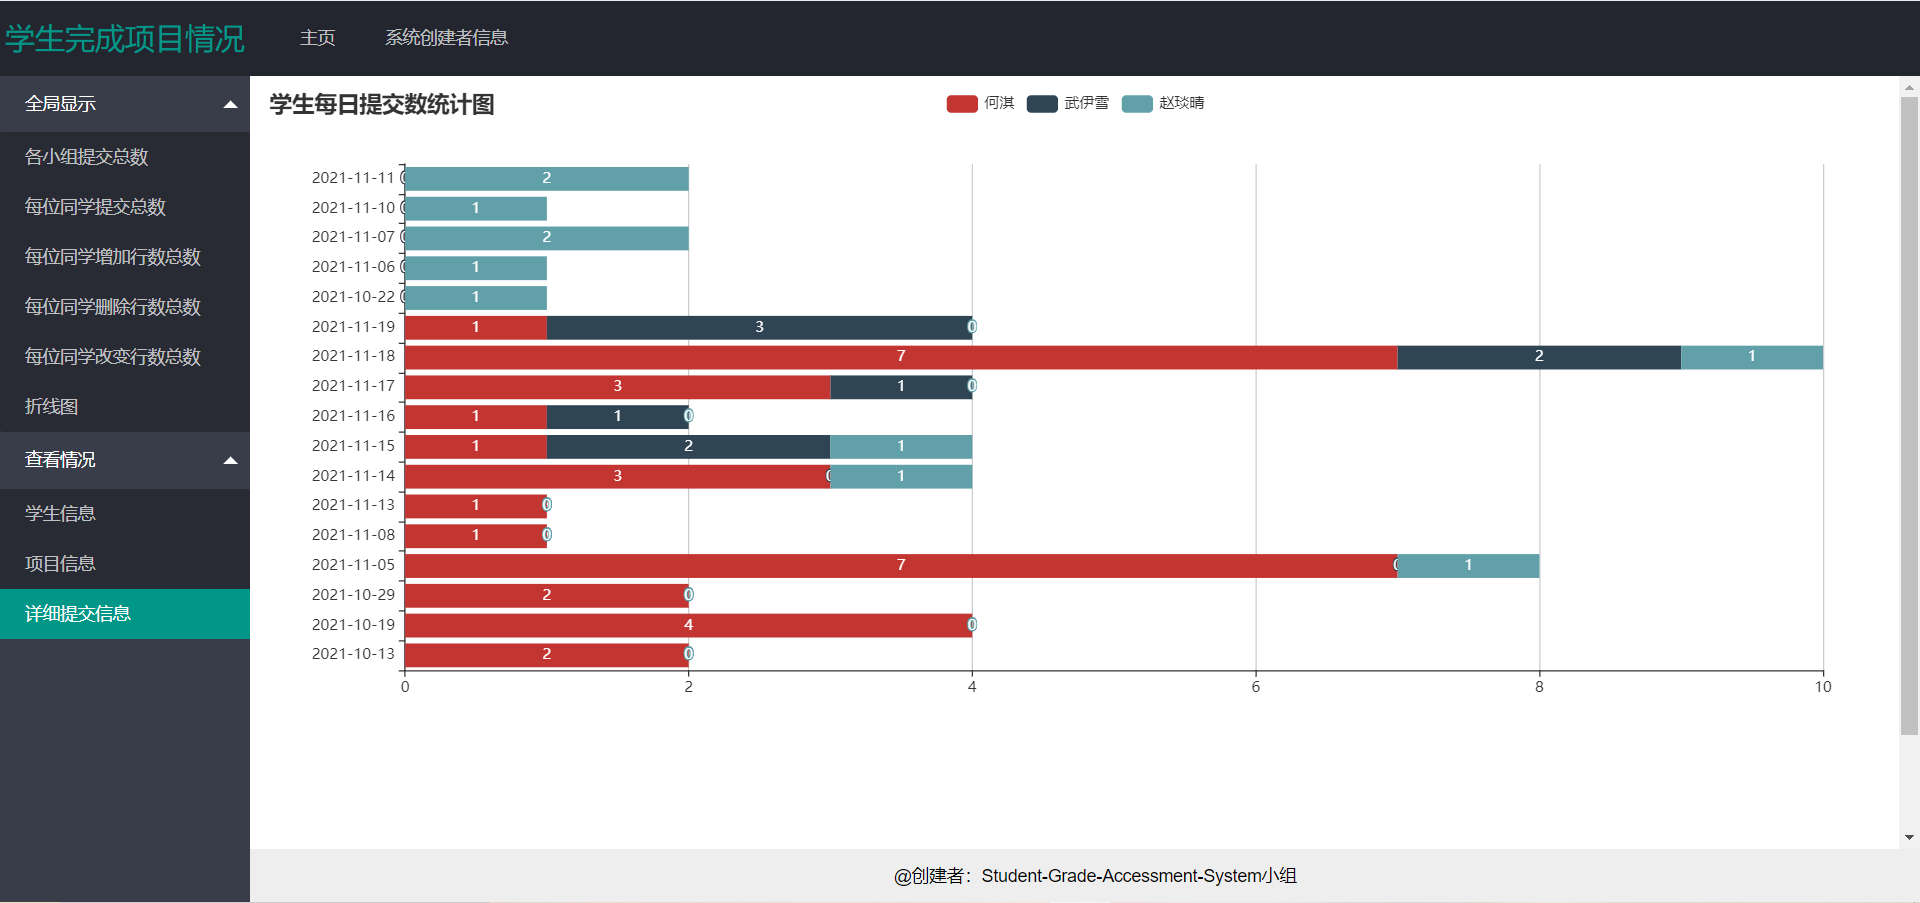 学生完成项目情况 主页 系统创建者信息
全局显示
各小组提交总数
每位同学提交总数
每位同学增加行数总数
每位同学删除行数总数
每位同学改变行数总数
折线图
查看情况
学生信息
项目信息
详细提交信息
学生每日提交数统计图
何淇 武伊雪 赵琰晴
2021-11-11 0 2
2021-11-10 0 1
2021-11-07 0 2
2021-11-06 0 1
2021-10-22 0 1
2021-11-19 1 3 0
2021-11-18 7 2 1
2021-11-17 3 1 0
2021-11-16 1 1 0
2021-11-15 1 2 1
2021-11-14 3 0 1
2021-11-13 1 0
2021-11-08 1 0
2021-11-05 7 0 1
2021-10-29 2 0
2021-10-19 4 0
2021-10-13 2 0
0 2 4 6 8 10
@创建者：Student-Grade-Accessment-System小组